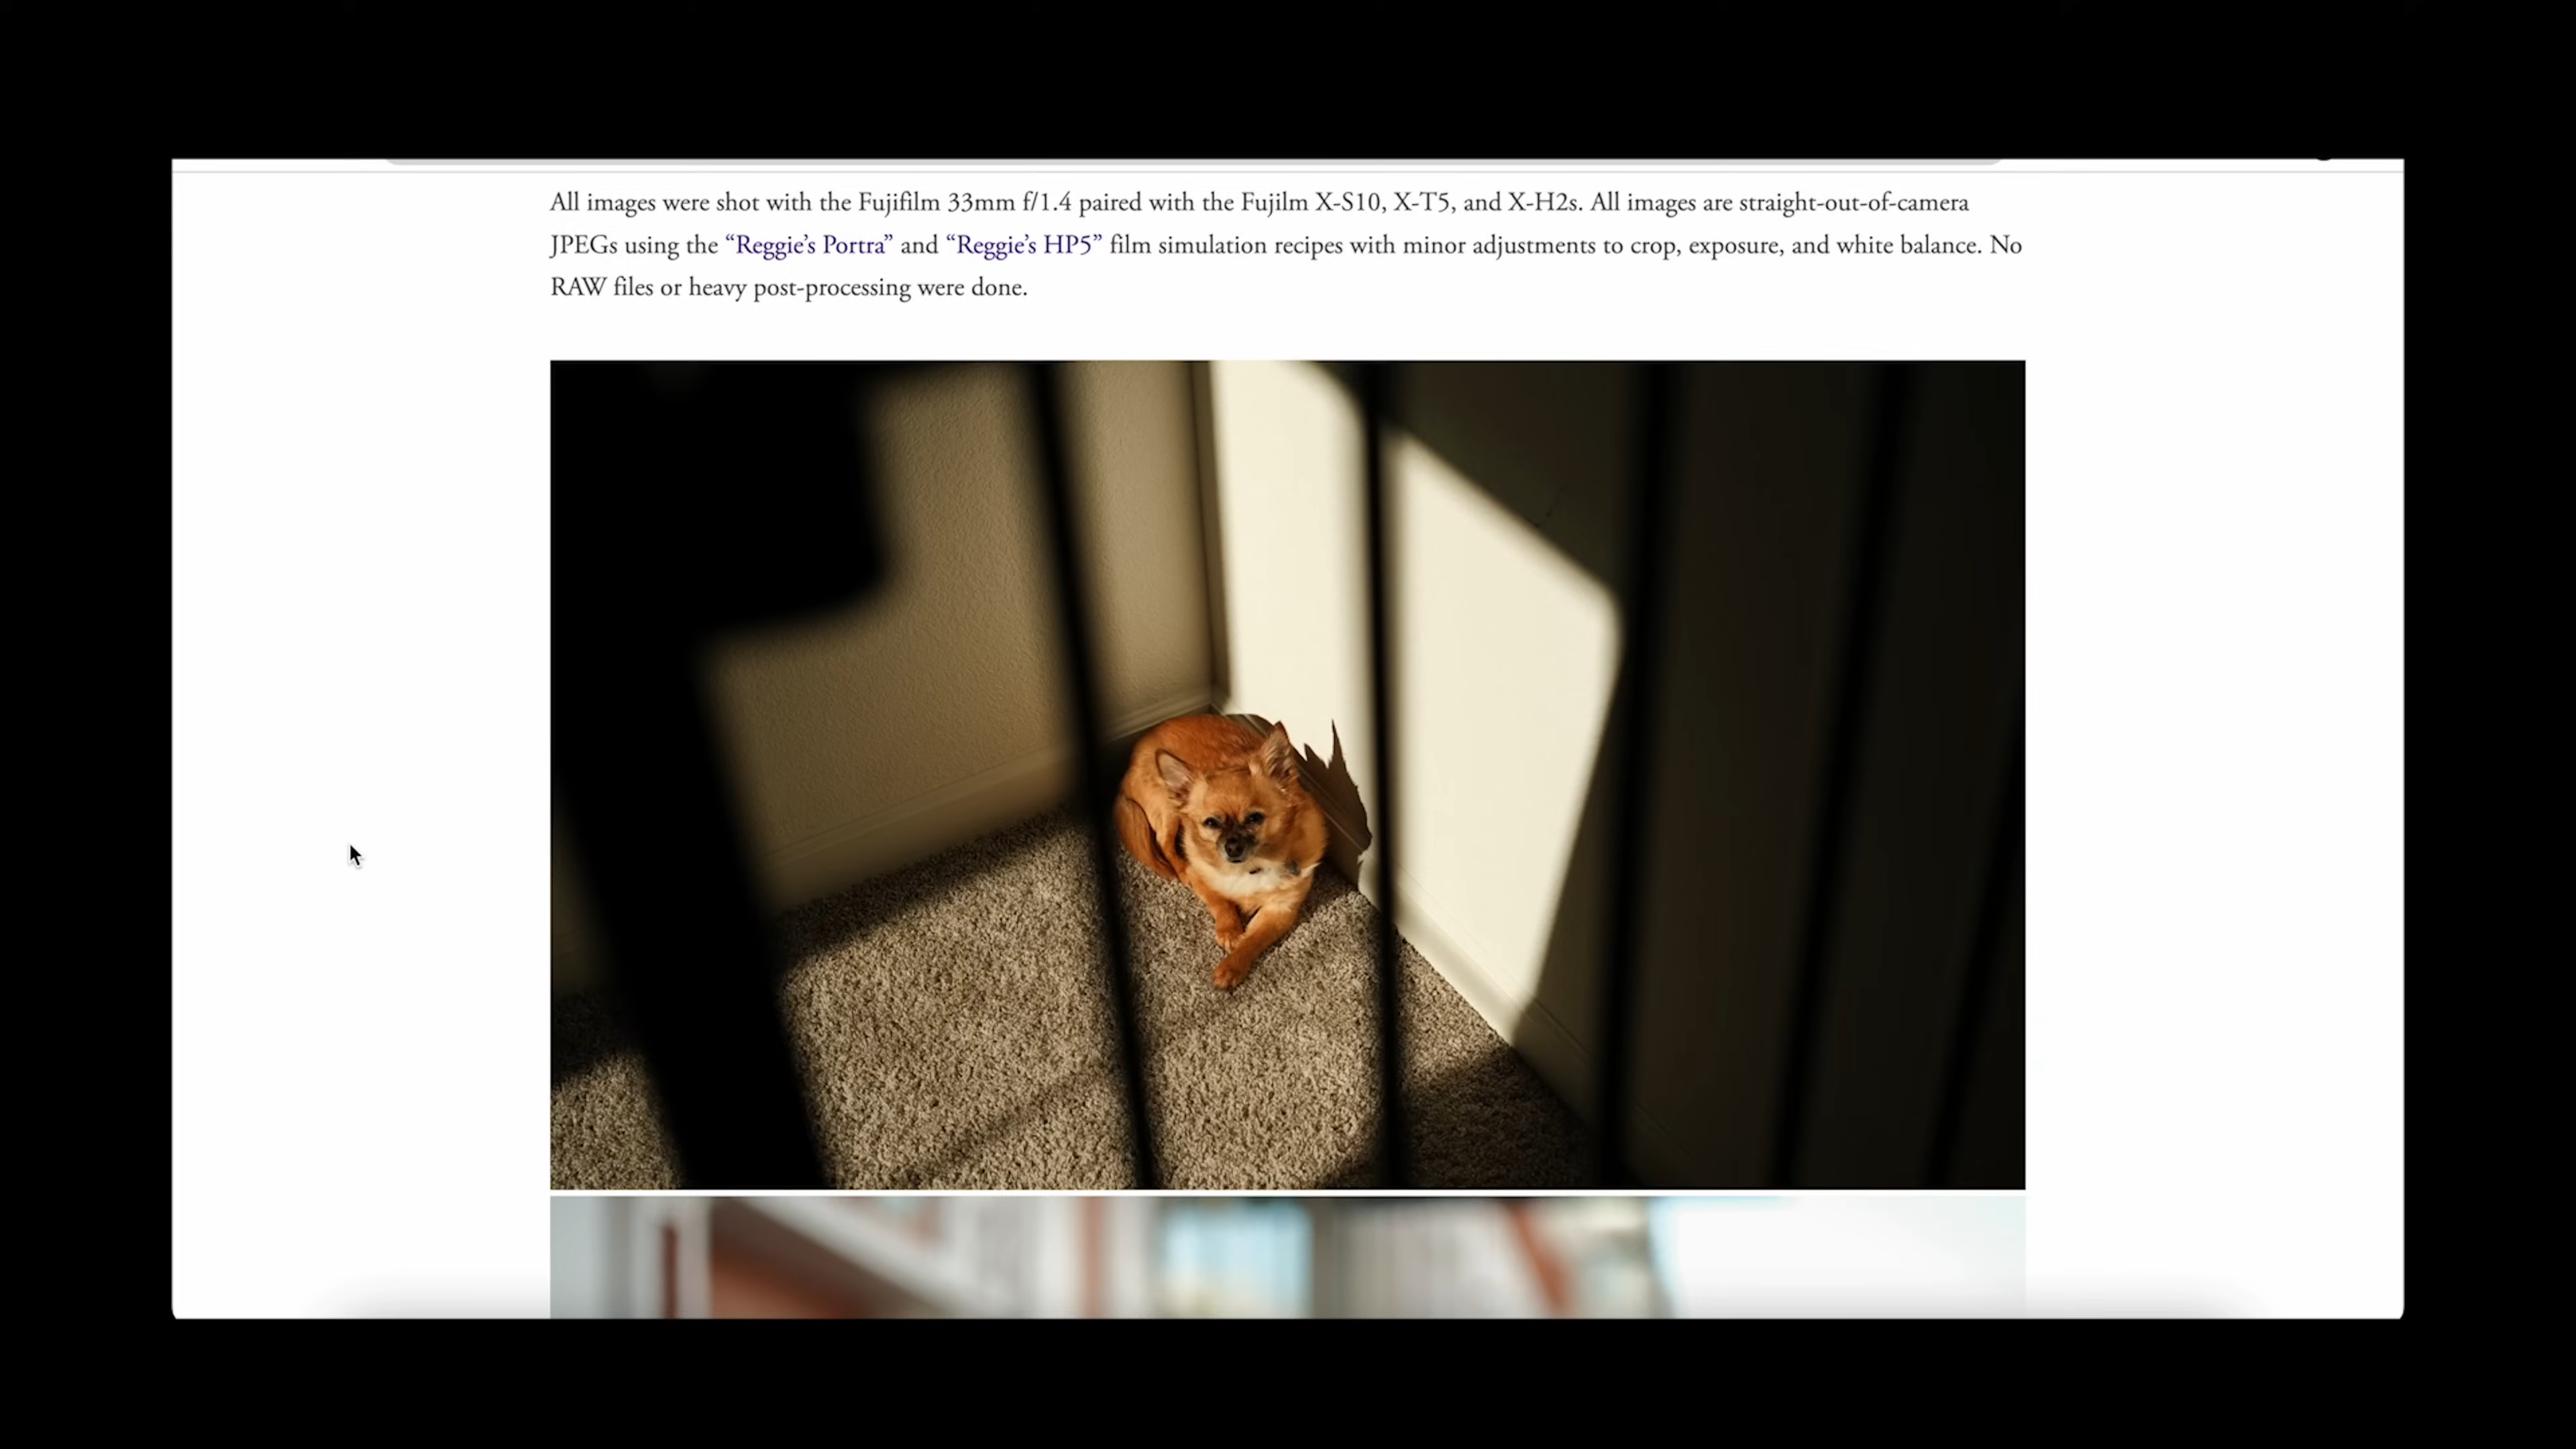 All images were shot with the Fujifilm 33mm f/1.4 paired with the Fujilm X-S10, X-T5, and X-H2s. All images are straight-out-of-camera
JPEGs using the “Reggie’s Portra” and “Reggie’s HP5” film simulation recipes with minor adjustments to crop, exposure, and white balance. No
RAW files or heavy post-processing were done.